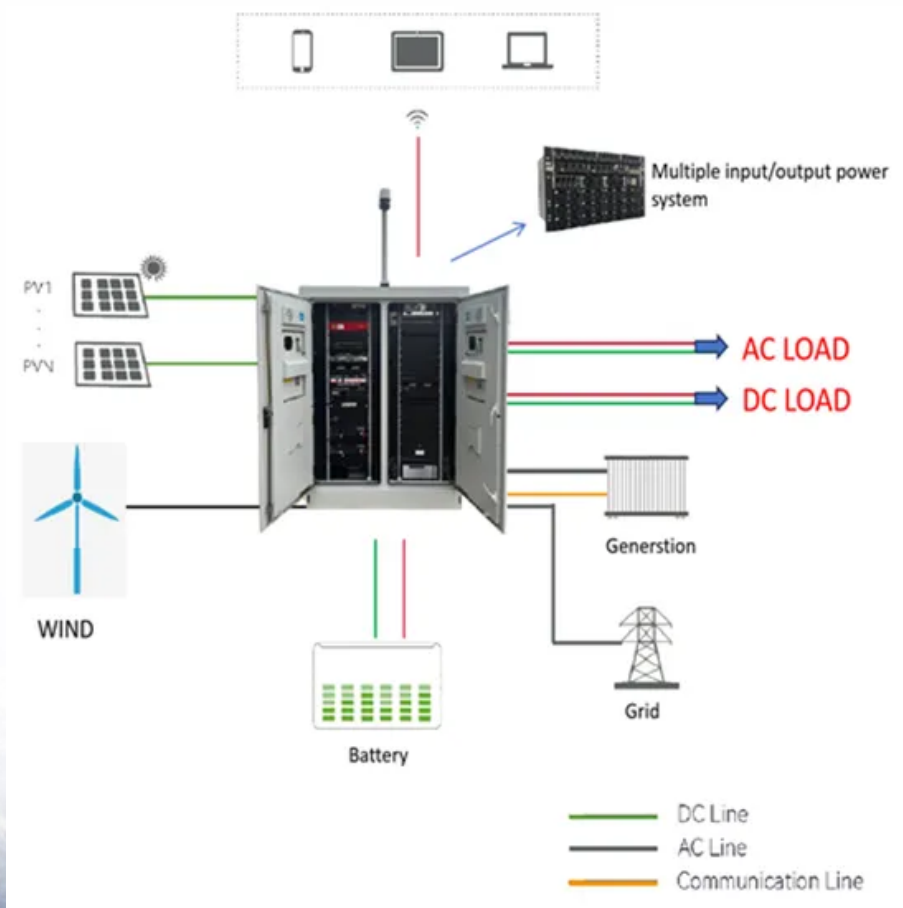 Multiple input/output power
system
PV1
PVN
AC LOAD
DC LOAD
Generstion
WIND
Grid
Battery
DC Line
AC Line
Communication Line